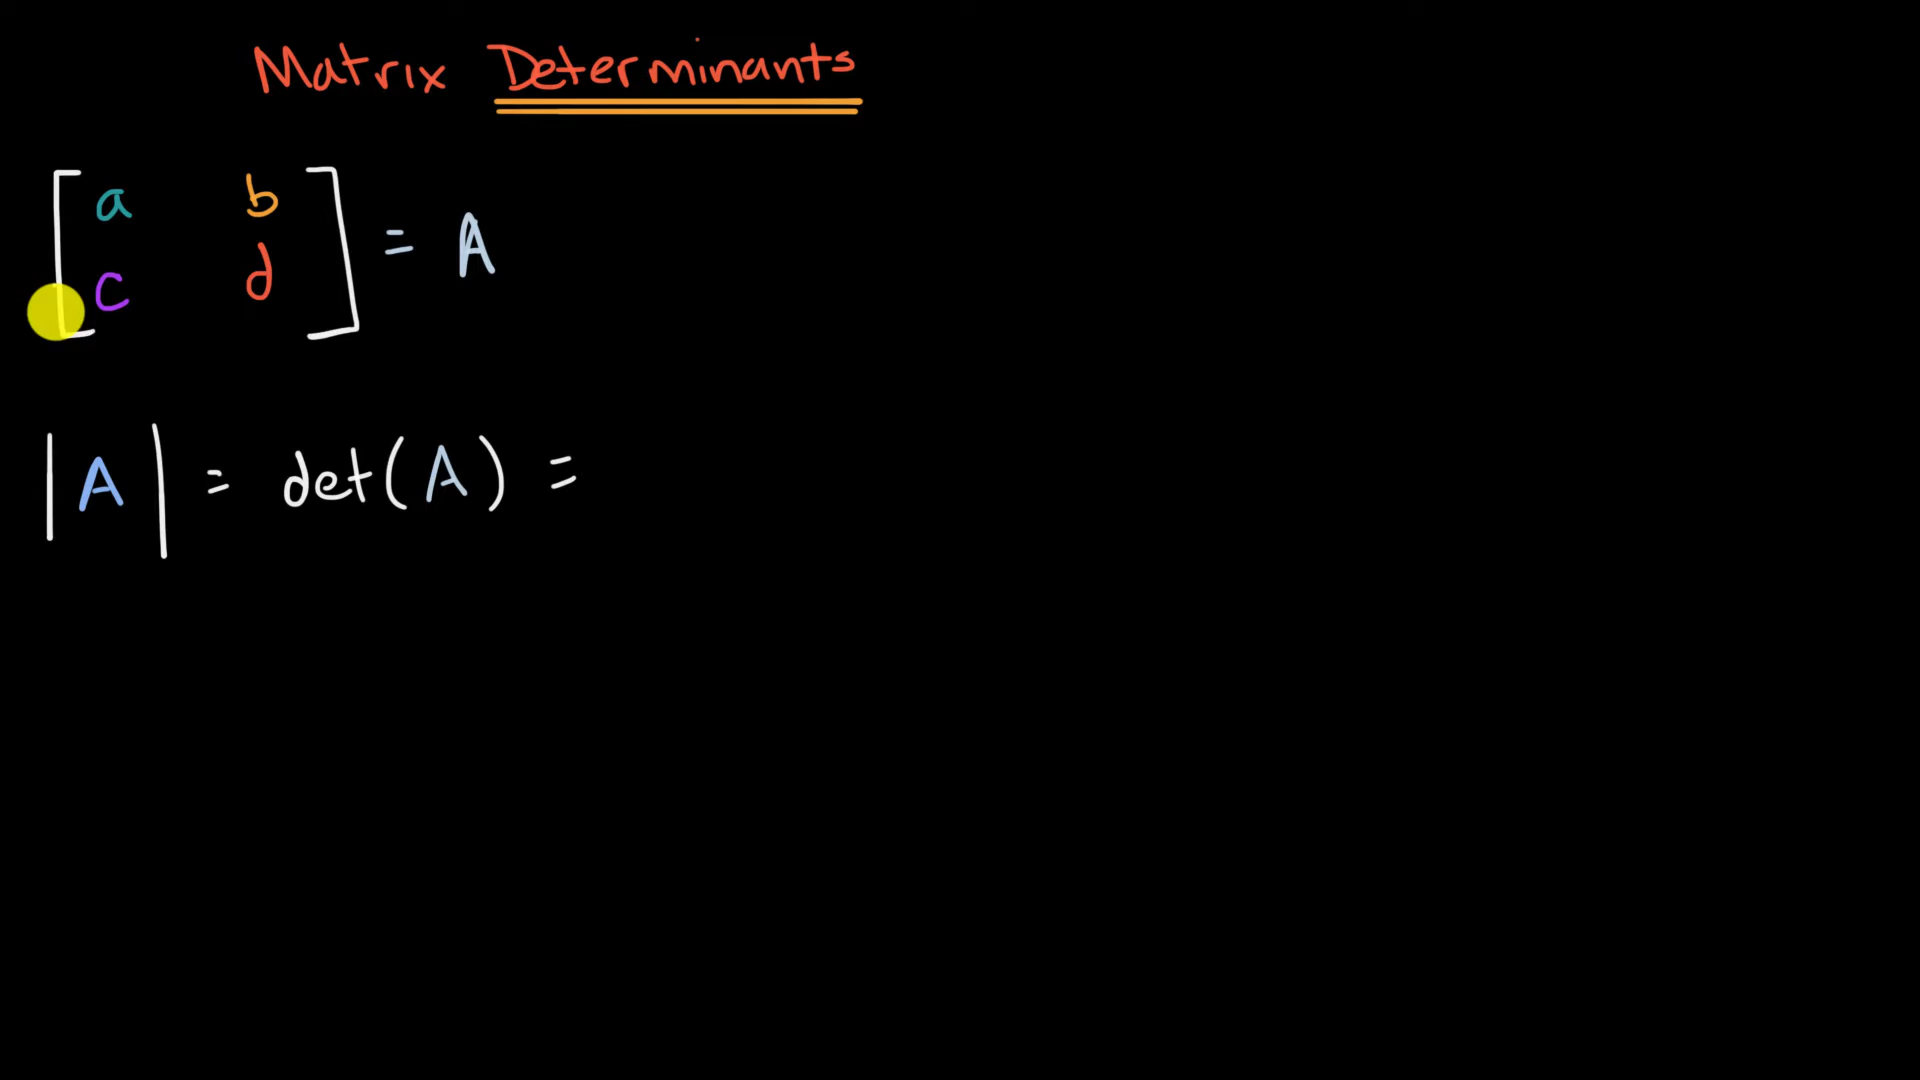 Matrix Determinants
[a b
c d] = A
|A| = det(A) =